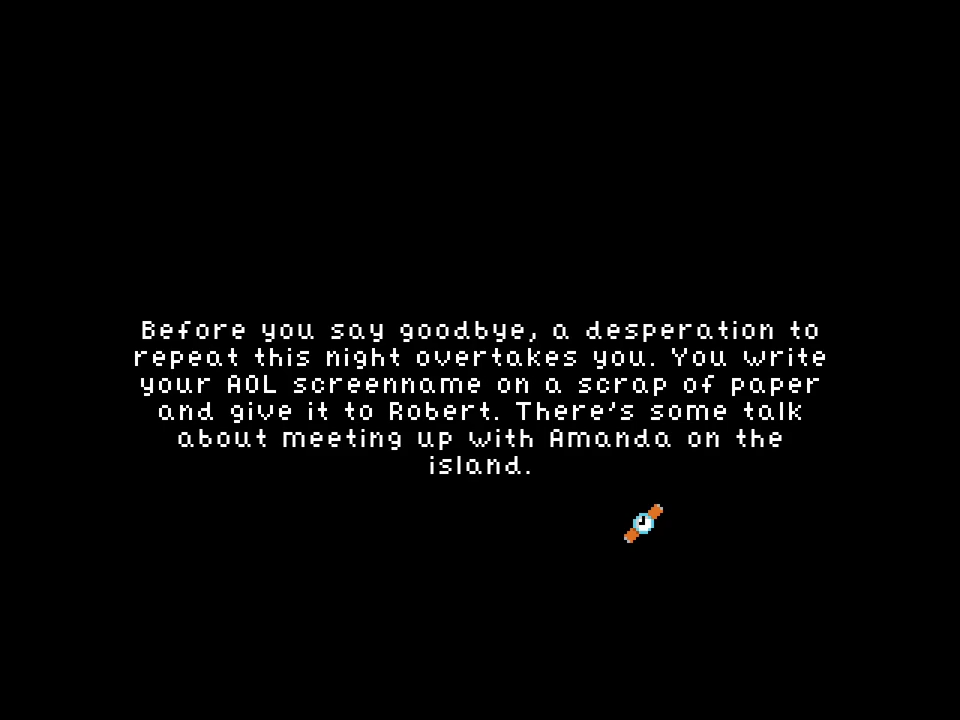 Before you say goodbye, a desperation to
repeat this night overtakes you. You write
your AOL screenname on a scrap of paper
and give it to Robert. There's some talk
about meeting up with Amanda on the
island.